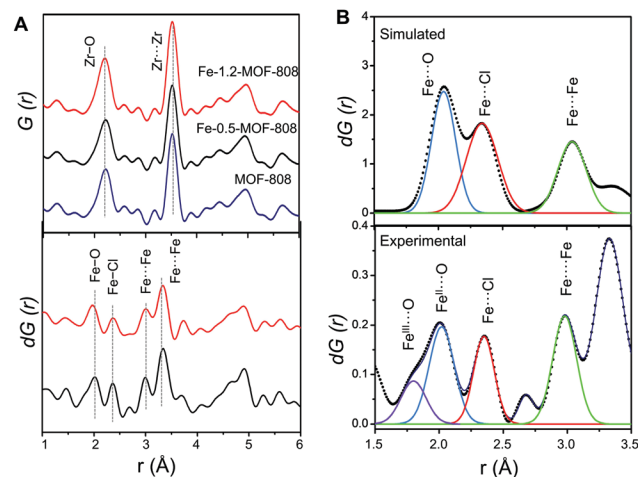 A
Zr−O
Zr····Zr
Fe-1.2-MOF-808
Fe-0.5-MOF-808
MOF-808
G (r)
Fe−O
Fe−Cl
Fe····Fe
Fe····Fe
dG (r)
1 2 3 4 5 6
r (Å)
B
Simulated
Fe····O
Fe····Cl
Fe····Fe
4
3
2
1
0
dG (r)
Experimental
FeIII····O
FeII····O
Fe····Cl
Fe····Fe
0.4
0.3
0.2
0.1
0.0
dG (r)
1.5 2.0 2.5 3.0 3.5
r (Å)